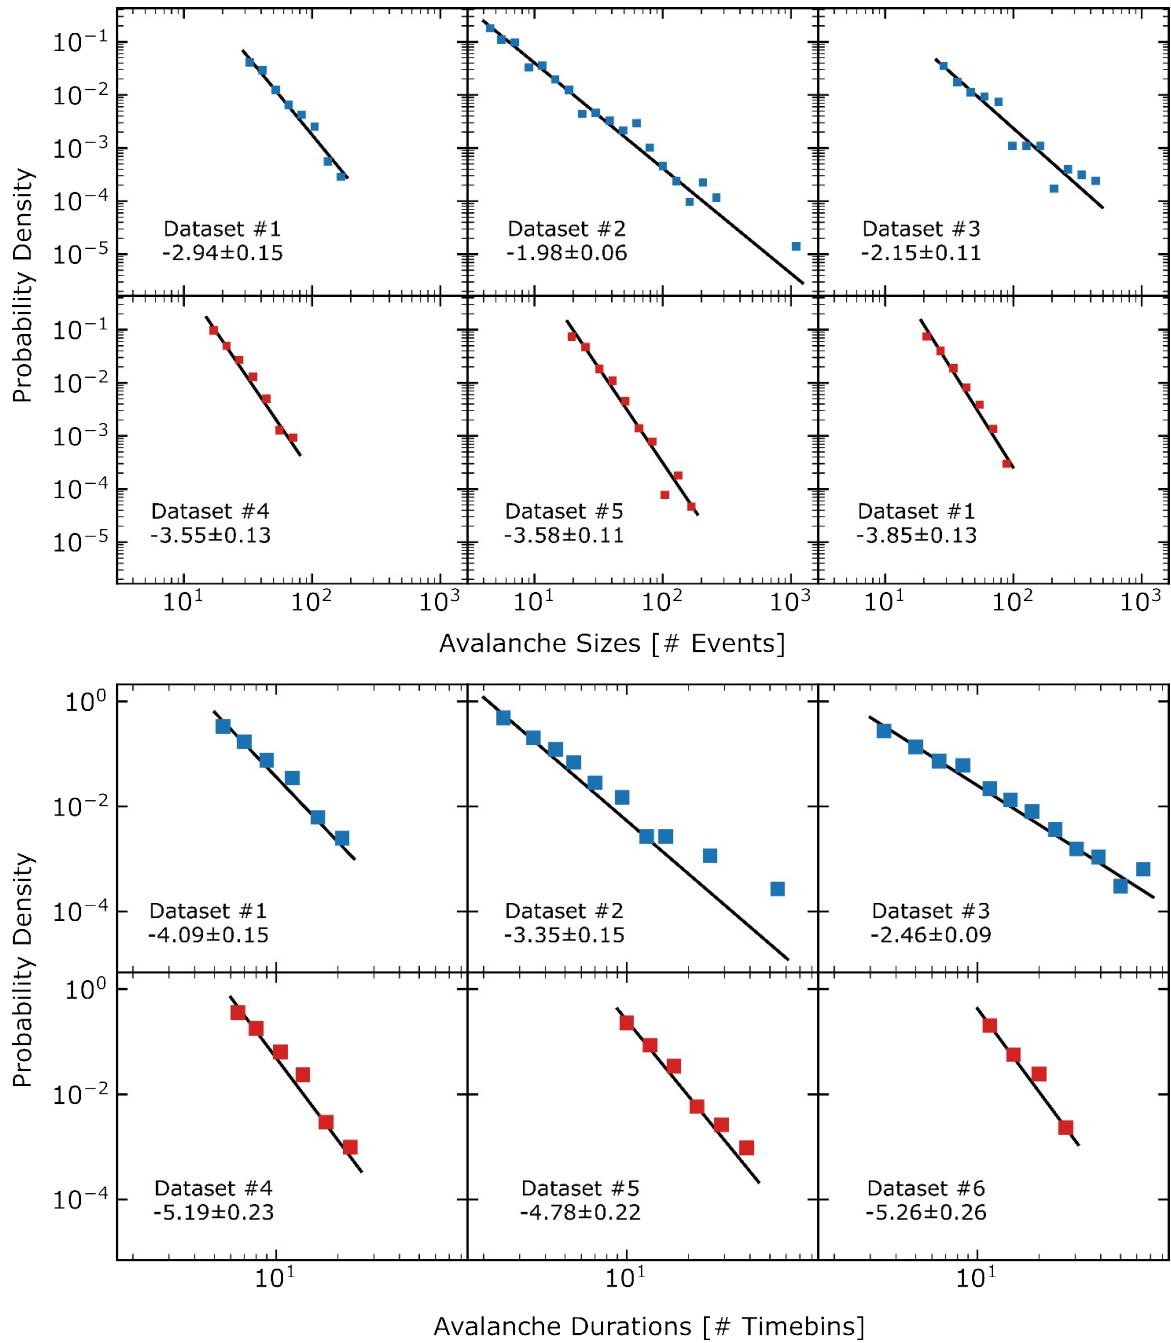 Probability Density
10⁻¹
10⁻²
10⁻³
10⁻⁴
10⁻⁵
Dataset #1
-2.94±0.15
Dataset #2
-1.98±0.06
Dataset #3
-2.15±0.11
10⁻¹
10⁻²
10⁻³
10⁻⁴
10⁻⁵
Dataset #4
-3.55±0.13
Dataset #5
-3.58±0.11
Dataset #1
-3.85±0.13
10¹ 10² 10³ 10¹ 10² 10³ 10¹ 10² 10³
Avalanche Sizes [# Events]
Probability Density
10⁰
10⁻²
10⁻⁴
Dataset #1
-4.09±0.15
Dataset #2
-3.35±0.15
Dataset #3
-2.46±0.09
Probability Density
10⁰
10⁻²
10⁻⁴
Dataset #4
-5.19±0.23
Dataset #5
-4.78±0.22
Dataset #6
-5.26±0.26
10¹ 10¹ 10¹
Avalanche Durations [# Timebins]